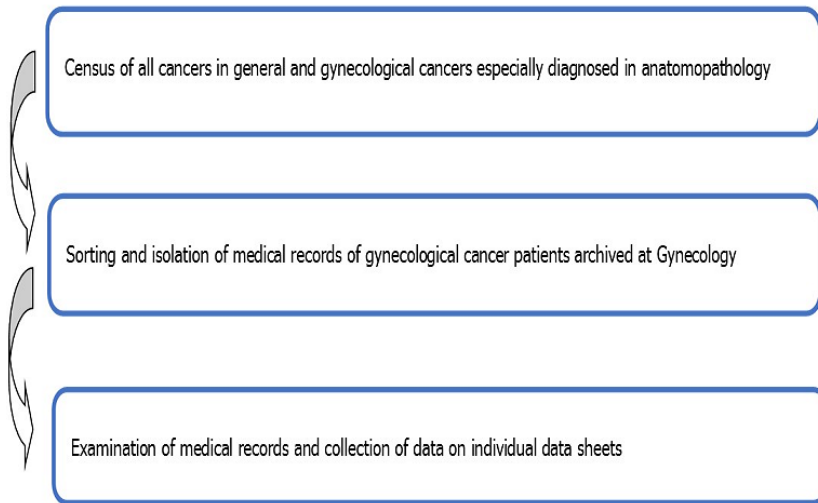 Census of all cancers in general and gynecological cancers especially diagnosed in anatomopathology
Sorting and isolation of medical records of gynecological cancer patients archived at Gynecology
Examination of medical records and collection of data on individual data sheets